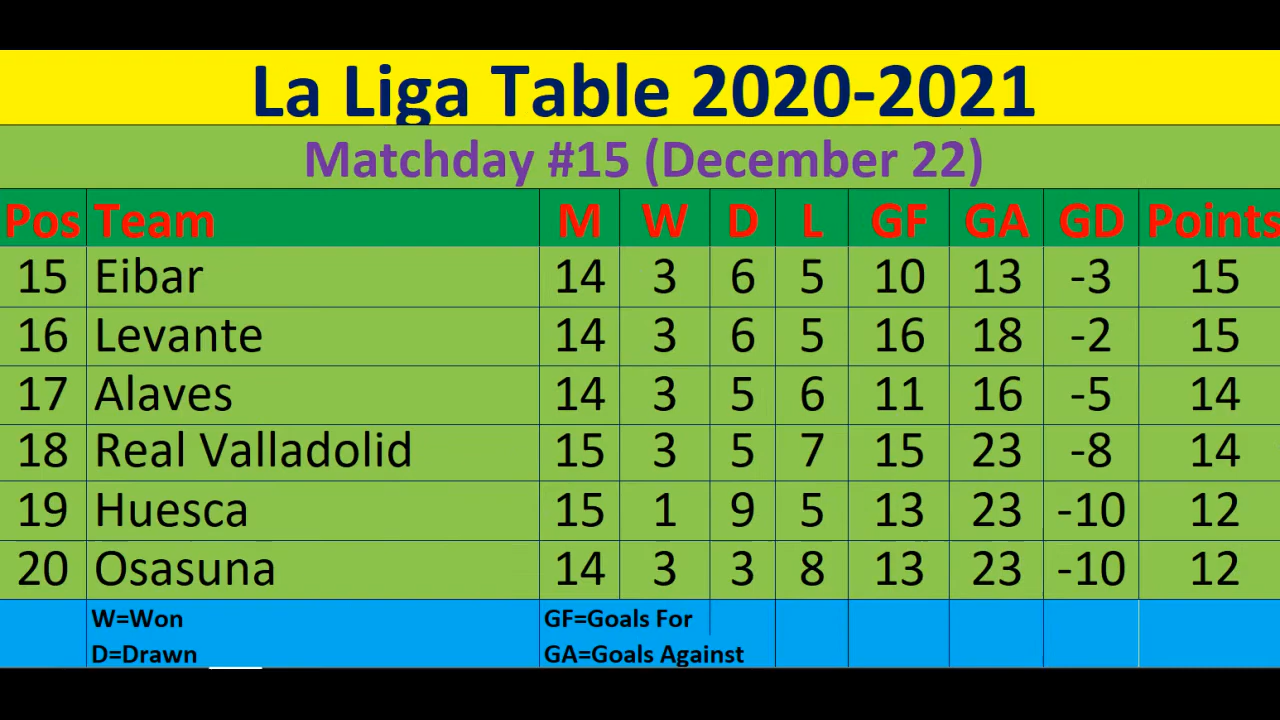 La Liga Table 2020-2021
Matchday #15 (December 22)
Pos Team M W D L GF GA GD Points
15 Eibar 14 3 6 5 10 13 -3 15
16 Levante 14 3 6 5 16 18 -2 15
17 Alaves 14 3 5 6 11 16 -5 14
18 Real Valladolid 15 3 5 7 15 23 -8 14
19 Huesca 15 1 9 5 13 23 -10 12
20 Osasuna 14 3 3 8 13 23 -10 12
W=Won GF=Goals For
D=Drawn GA=Goals Against